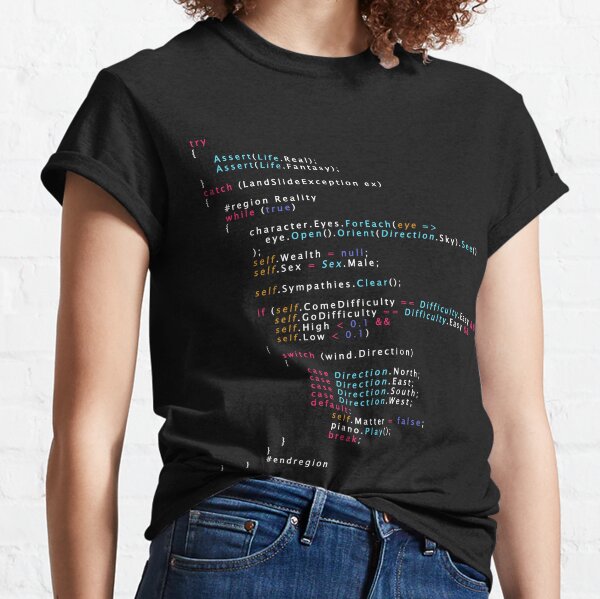 try
{
Assert(Life.Real);
Assert(Life.Fantasy);
}
catch (LandSlideException ex)
{
#region Reality
while (true)
{
character.Eyes.ForEach(eye =>
eye.Open().Orient(Direction.Sky).See()
);
self.Wealth = null;
self.Sex = Sex.Male;
self.Sympathies.Clear();
if (self.ComeDifficulty == Difficulty.Easy &&
self.GoDifficulty == Difficulty.Easy &&
self.High < 0.1 &&
self.Low < 0.1)
{
switch (wind.Direction)
{
case Direction.North;
case Direction.East;
case Direction.South;
case Direction.West;
default:
self.Matter = false;
piano.Play();
break;
}
}
#endregion
}